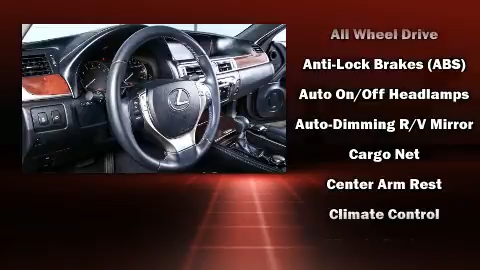 All Wheel Drive
Anti-Lock Brakes (ABS)
Auto On/Off Headlamps
Auto-Dimming R/V Mirror
Cargo Net
Center Arm Rest
Climate Control